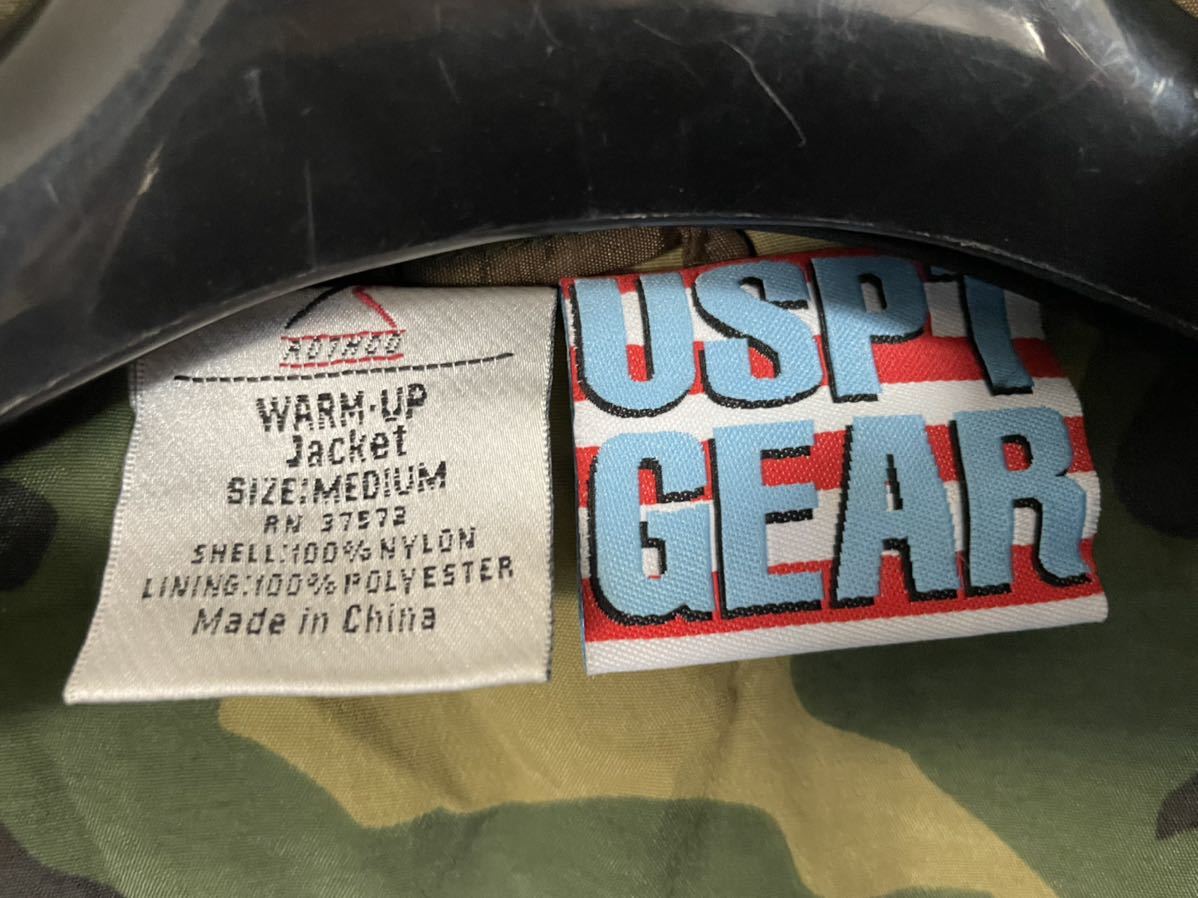 ROTHCO
WARM-UP
Jacket
SIZE:MEDIUM
RN 37572
SHELL:100% NYLON
LINING:100% POLYESTER
Made in China
USPT
GEAR